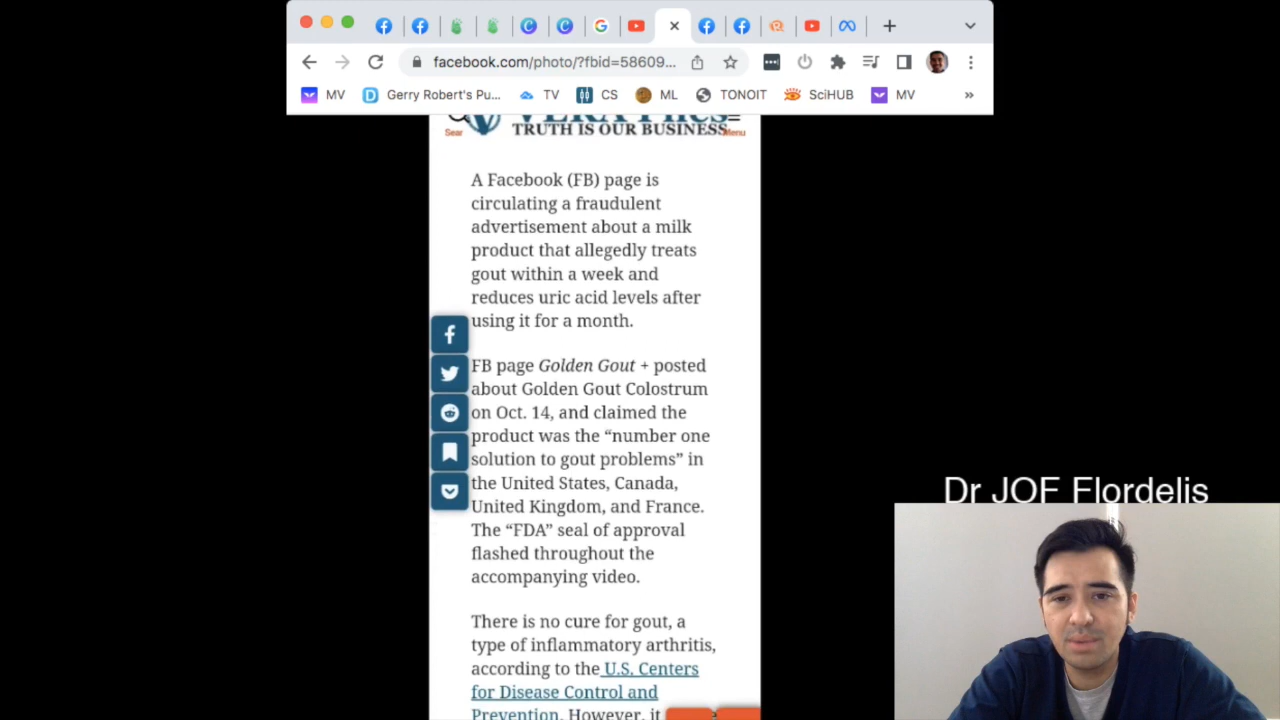 facebook.com/photo/?fbid=58609...
MV
Gerry Robert's Pu...
TV
CS
ML
TONOIT
SciHUB
MV
»
VERA Files
Sear
TRUTH IS OUR BUSINESS
Menu
A Facebook (FB) page is
circulating a fraudulent
advertisement about a milk
product that allegedly treats
gout within a week and
reduces uric acid levels after
using it for a month.
FB page Golden Gout + posted
about Golden Gout Colostrum
on Oct. 14, and claimed the
product was the “number one
solution to gout problems” in
the United States, Canada,
United Kingdom, and France.
The “FDA” seal of approval
flashed throughout the
accompanying video.
There is no cure for gout, a
type of inflammatory arthritis,
according to the U.S. Centers
for Disease Control and
Prevention. However, it
Dr JOF Flordelis